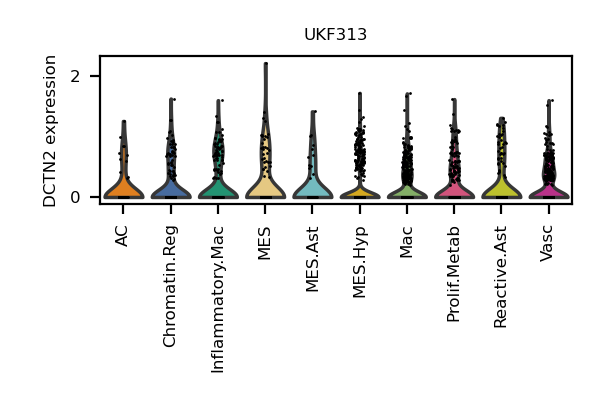 UKF313
DCTN2 expression
2
0
AC
Chromatin.Reg
Inflammatory.Mac
MES
MES.Ast
MES.Hyp
Mac
Prolif.Metab
Reactive.Ast
Vasc